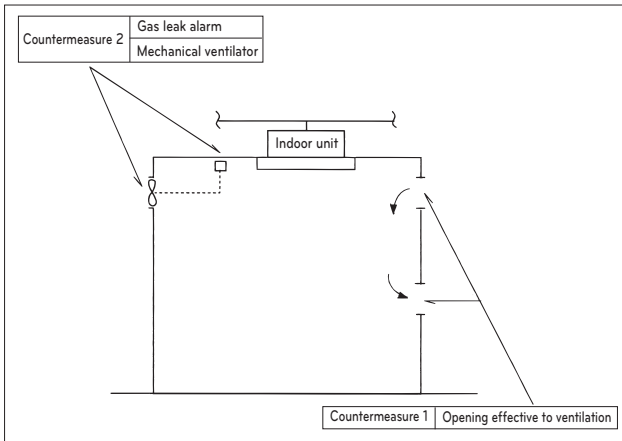 Countermeasure 2
Gas leak alarm
Mechanical ventilator
Indoor unit
Countermeasure 1
Opening effective to ventilation